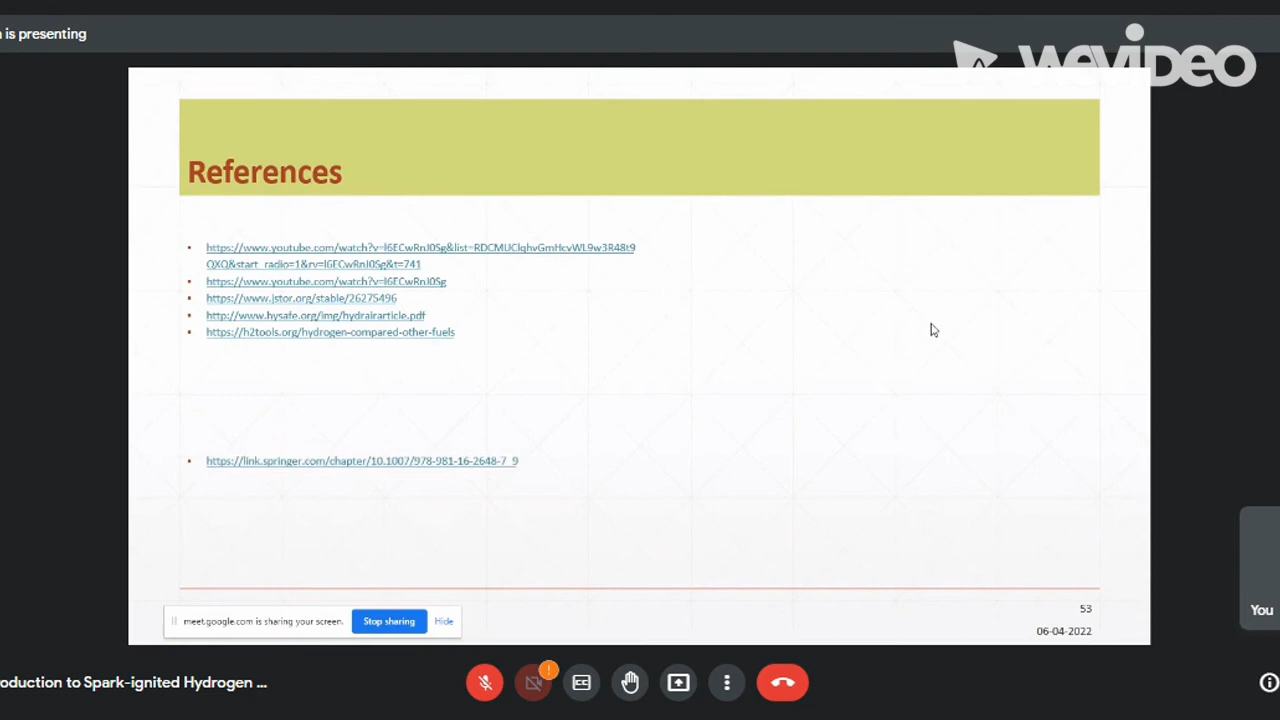 is presenting
WeVideo
References
https://www.youtube.com/watch?v=l6ECwRnJ0Sg&list=RDCMUClqhvGmHcvWL9w3R48t9
QXQ&start_radio=1&rv=l6ECwRnJ0Sg&t=741
https://www.youtube.com/watch?v=l6ECwRnJ0Sg
https://www.jstor.org/stable/26275496
http://www.hysafe.org/img/hydrairarticle.pdf
https://h2tools.org/hydrogen-compared-other-fuels
https://link.springer.com/chapter/10.1007/978-981-16-2648-7_9
53
meet.google.com is sharing your screen. Stop sharing Hide
06-04-2022
You
oduction to Spark-ignited Hydrogen ...